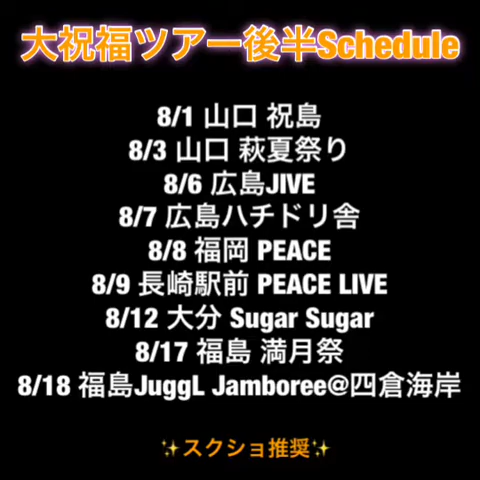 大祝福ツアー後半Schedule
8/1 山口 祝島
8/3 山口 萩夏祭り
8/6 広島JIVE
8/7 広島ハチドリ舎
8/8 福岡 PEACE
8/9 長崎駅前 PEACE LIVE
8/12 大分 Sugar Sugar
8/17 福島 満月祭
8/18 福島JuggL Jamboree@四倉海岸
✨スクショ推奨✨